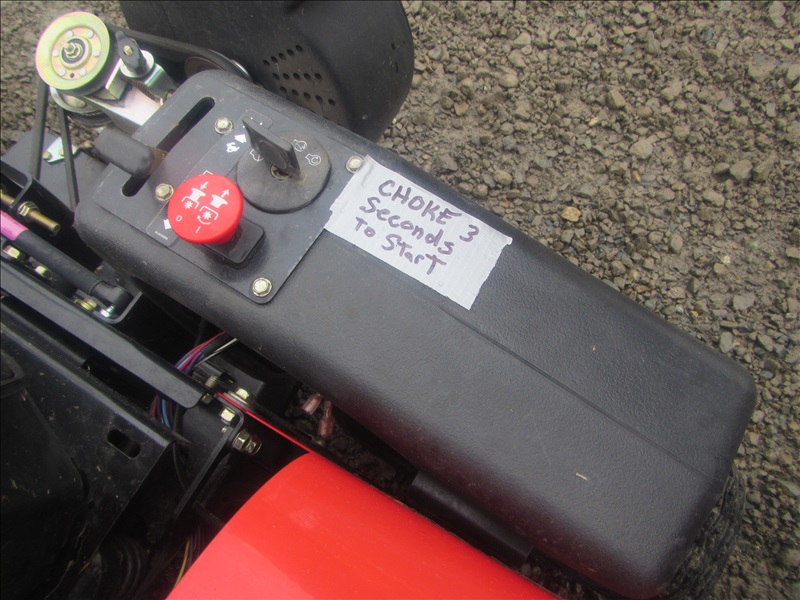 CHOKE 3
Seconds
To Start